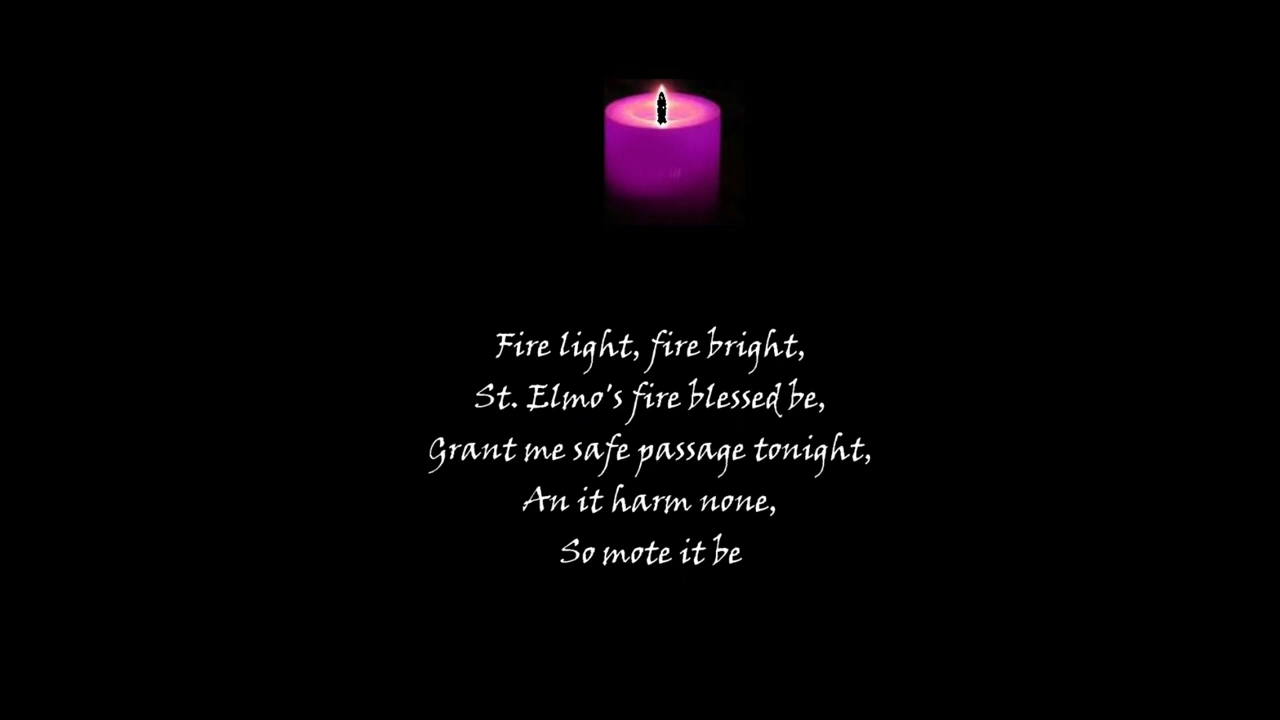 Fire light, fire bright,
St. Elmo's fire blessed be,
Grant me safe passage tonight,
An it harm none,
So mote it be